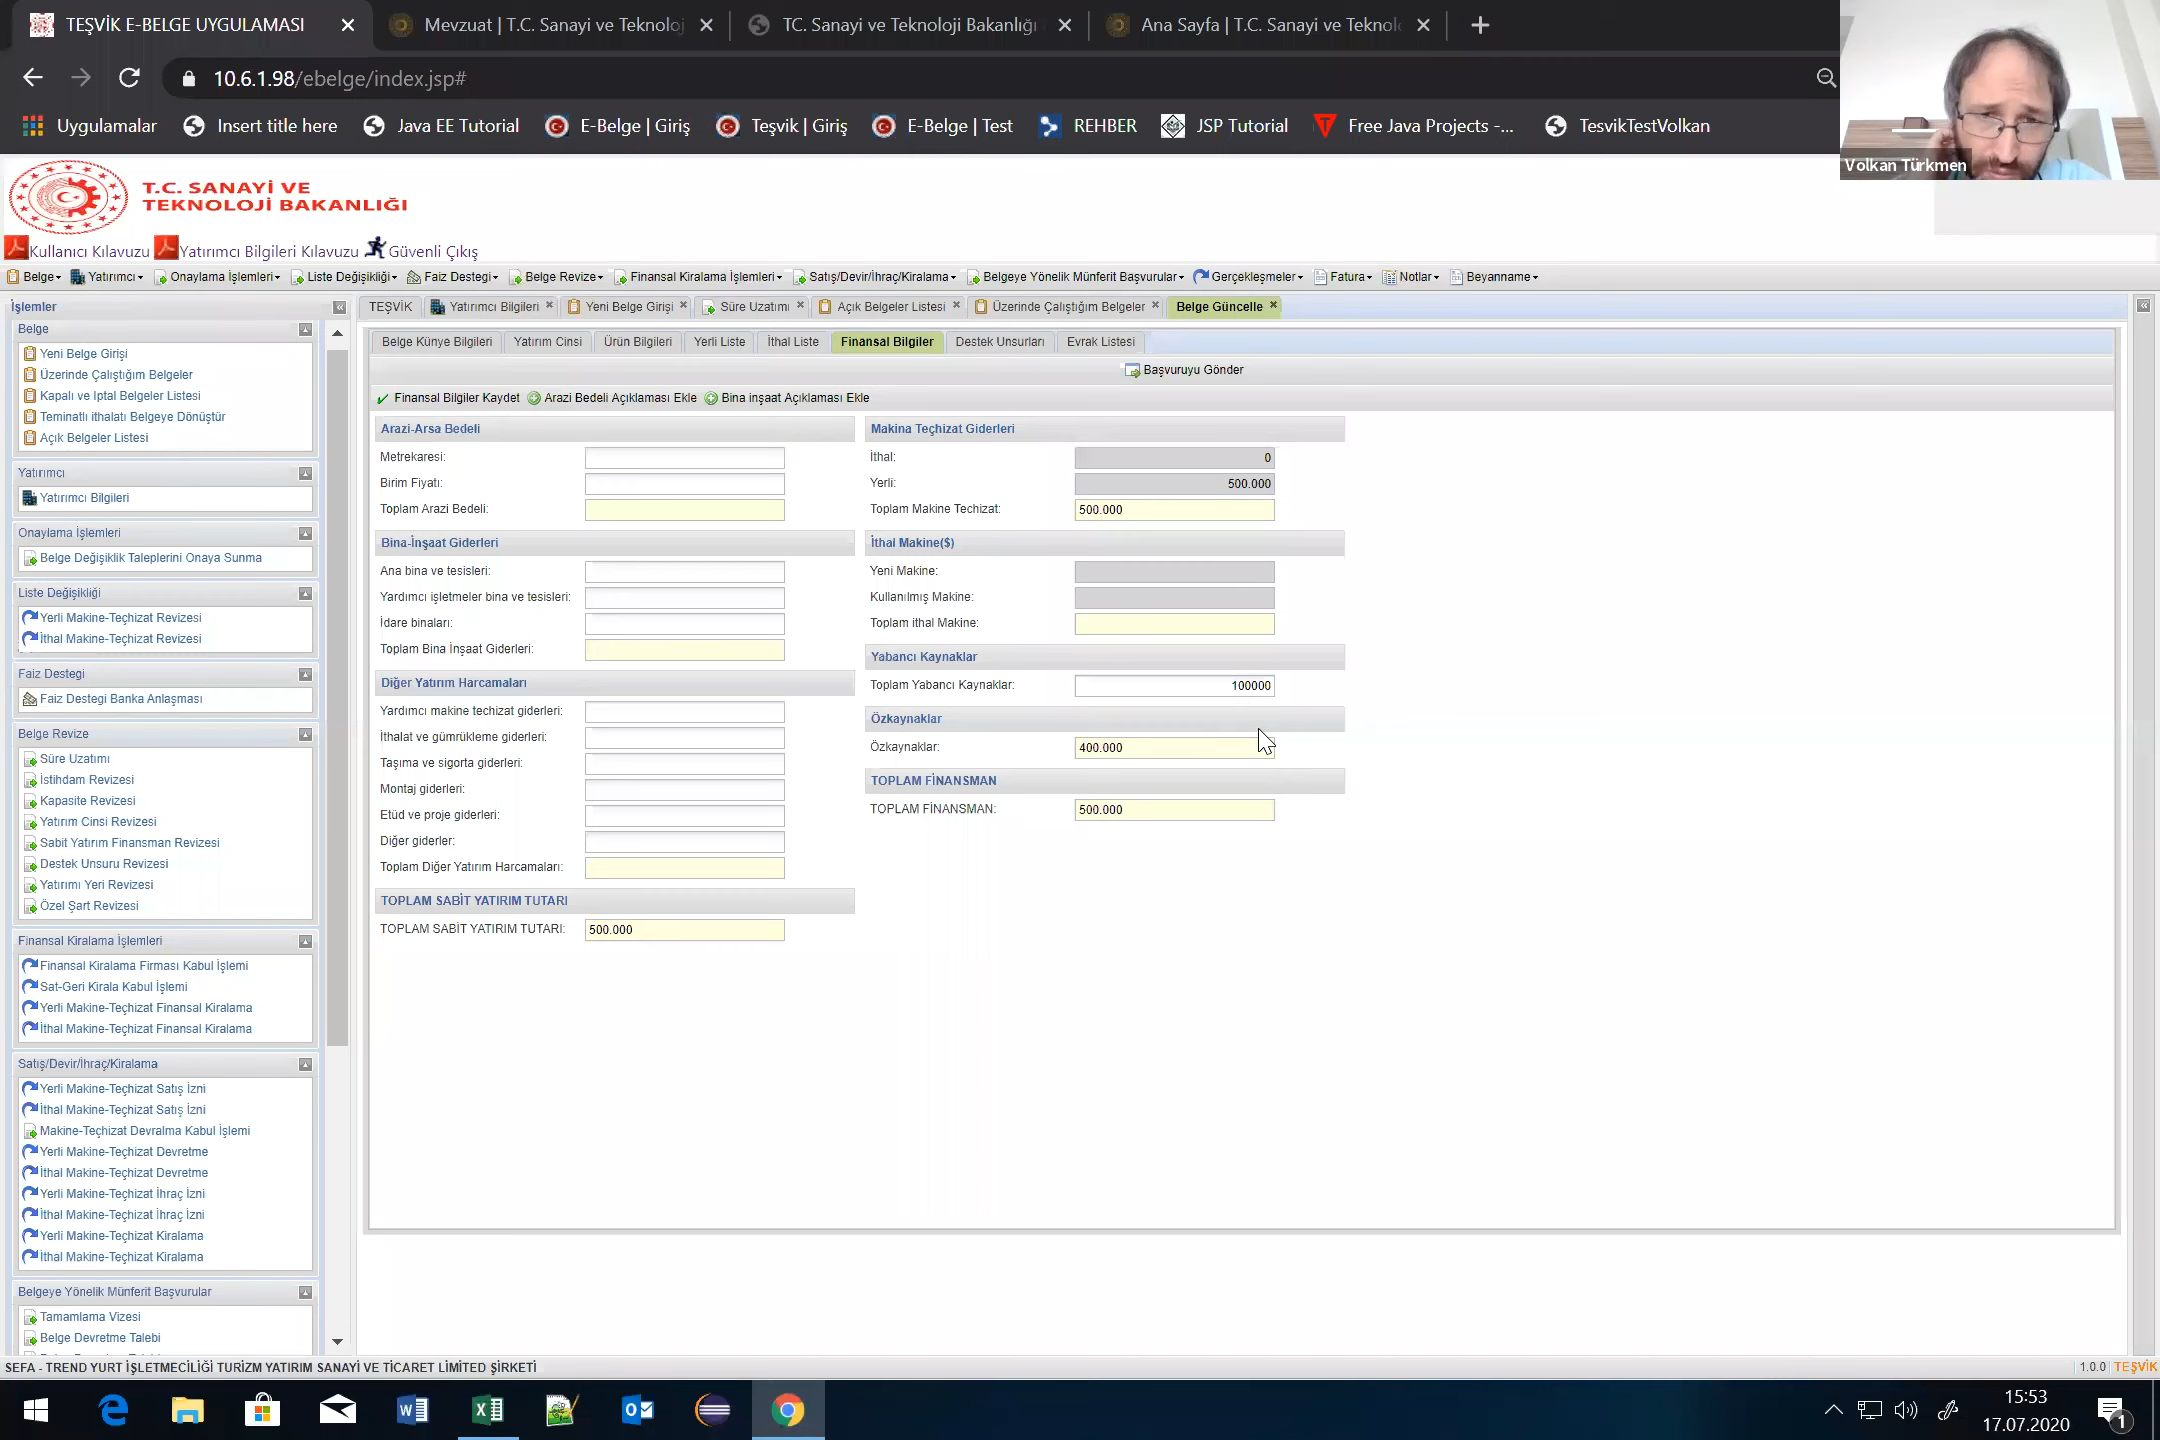 TEŞVİK E-BELGE UYGULAMASI
Mevzuat | T.C. Sanayi ve Teknoloj
TC. Sanayi ve Teknoloji Bakanlığı
Ana Sayfa | T.C. Sanayi ve Teknol
10.6.1.98/ebelge/index.jsp#
Uygulamalar
Insert title here
Java EE Tutorial
E-Belge | Giriş
Teşvik | Giriş
E-Belge | Test
REHBER
JSP Tutorial
Free Java Projects -...
TesvikTestVolkan
Volkan Türkmen
T.C. SANAYİ VE
TEKNOLOJİ BAKANLIĞI
Kullanıcı Kılavuzu Yatırımcı Bilgileri Kılavuzu Güvenli Çıkış
Belge Yatırımcı Onaylama İşlemleri Liste Değişikliği Faiz Destegi Belge Revize Finansal Kiralama İşlemleri Satış/Devir/İhraç/Kiralama Belgeye Yönelik Münferit Başvurular Gerçekleşmeler Fatura Notlar Beyanname
İşlemler
Belge
Yeni Belge Girişi
Üzerinde Çalıştığım Belgeler
Kapalı ve Iptal Belgeler Listesi
Teminatlı ithalatı Belgeye Dönüştür
Açık Belgeler Listesi
Yatırımcı
Yatırımcı Bilgileri
Onaylama İşlemleri
Belge Değişiklik Taleplerini Onaya Sunma
Liste Değişikliği
Yerli Makine-Teçhizat Revizesi
İthal Makine-Teçhizat Revizesi
Faiz Destegi
Faiz Destegi Banka Anlaşması
Belge Revize
Süre Uzatımı
İstihdam Revizesi
Kapasite Revizesi
Yatırım Cinsi Revizesi
Sabit Yatırım Finansman Revizesi
Destek Unsuru Revizesi
Yatırımı Yeri Revizesi
Özel Şart Revizesi
Finansal Kiralama İşlemleri
Finansal Kiralama Firması Kabul İşlemi
Sat-Geri Kirala Kabul İşlemi
Yerli Makine-Teçhizat Finansal Kiralama
İthal Makine-Teçhizat Finansal Kiralama
Satış/Devir/İhraç/Kiralama
Yerli Makine-Teçhizat Satış İzni
İthal Makine-Teçhizat Satış İzni
Makine-Teçhizat Devralma Kabul İşlemi
Yerli Makine-Teçhizat Devretme
İthal Makine-Teçhizat Devretme
Yerli Makine-Teçhizat İhraç İzni
İthal Makine-Teçhizat İhraç İzni
Yerli Makine-Teçhizat Kiralama
İthal Makine-Teçhizat Kiralama
Belgeye Yönelik Münferit Başvurular
Tamamlama Vizesi
Belge Devretme Talebi
TEŞVİK
Yatırımcı Bilgileri
Yeni Belge Girişi
Süre Uzatımı
Açık Belgeler Listesi
Üzerinde Çalıştığım Belgeler
Belge Güncelle
Belge Künye Bilgileri
Yatırım Cinsi
Ürün Bilgileri
Yerli Liste
İthal Liste
Finansal Bilgiler
Destek Unsurları
Evrak Listesi
Başvuruyu Gönder
Finansal Bilgiler Kaydet
Arazi Bedeli Açıklaması Ekle
Bina inşaat Açıklaması Ekle
Arazi-Arsa Bedeli
Metrekaresi:
Birim Fiyatı:
Toplam Arazi Bedeli:
Bina-İnşaat Giderleri
Ana bina ve tesisleri:
Yardımcı işletmeler bina ve tesisleri:
İdare binaları:
Toplam Bina İnşaat Giderleri:
Diğer Yatırım Harcamaları
Yardımcı makine techizat giderleri:
İthalat ve gümrükleme giderleri:
Taşıma ve sigorta giderleri:
Montaj giderleri:
Etüd ve proje giderleri:
Diğer giderler:
Toplam Diğer Yatırım Harcamaları:
TOPLAM SABİT YATIRIM TUTARI
TOPLAM SABİT YATIRIM TUTARI: 500.000
Makina Teçhizat Giderleri
İthal: 0
Yerli: 500.000
Toplam Makine Techizat: 500.000
İthal Makine($)
Yeni Makine:
Kullanılmış Makine:
Toplam ithal Makine:
Yabancı Kaynaklar
Toplam Yabancı Kaynaklar: 100000
Özkaynaklar
Özkaynaklar: 400.000
TOPLAM FİNANSMAN
TOPLAM FİNANSMAN: 500.000
SEFA - TREND YURT İŞLETMECİLİĞİ TURİZM YATIRIM SANAYİ VE TİCARET LİMİTED ŞİRKETİ
1.0.0 TEŞVİK
15:53
17.07.2020
1